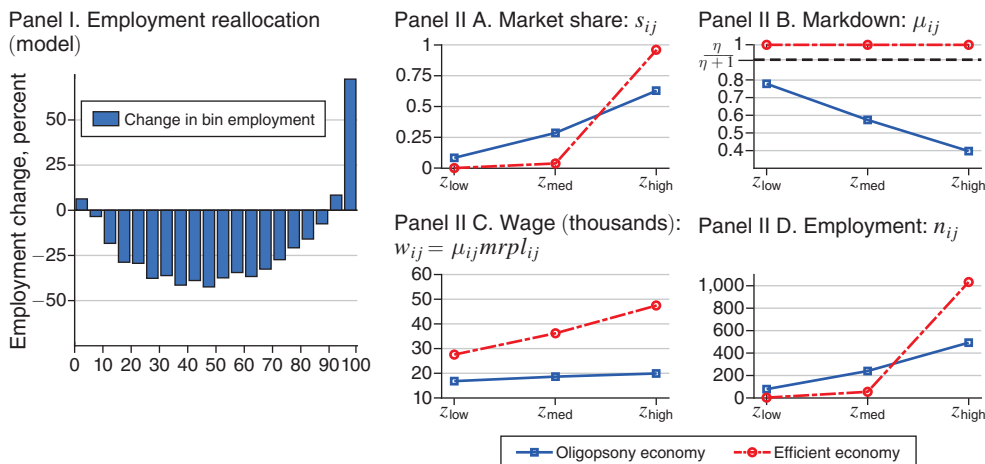 Panel I. Employment reallocation
(model)
Employment change, percent
50
25
0
−25
−50
Change in bin employment
0 10 20 30 40 50 60 70 80 90 100
Panel II A. Market share: s_ij
1
0.75
0.5
0.25
0
z_low z_med z_high
Panel II B. Markdown: μ_ij
1
η/(η + 1)
0.8
0.7
0.6
0.5
0.4
z_low z_med z_high
Panel II C. Wage (thousands):
w_ij = μ_ij mrpl_ij
60
50
40
30
20
10
z_low z_med z_high
Panel II D. Employment: n_ij
1,000
800
600
400
200
0
z_low z_med z_high
Oligopsony economy Efficient economy